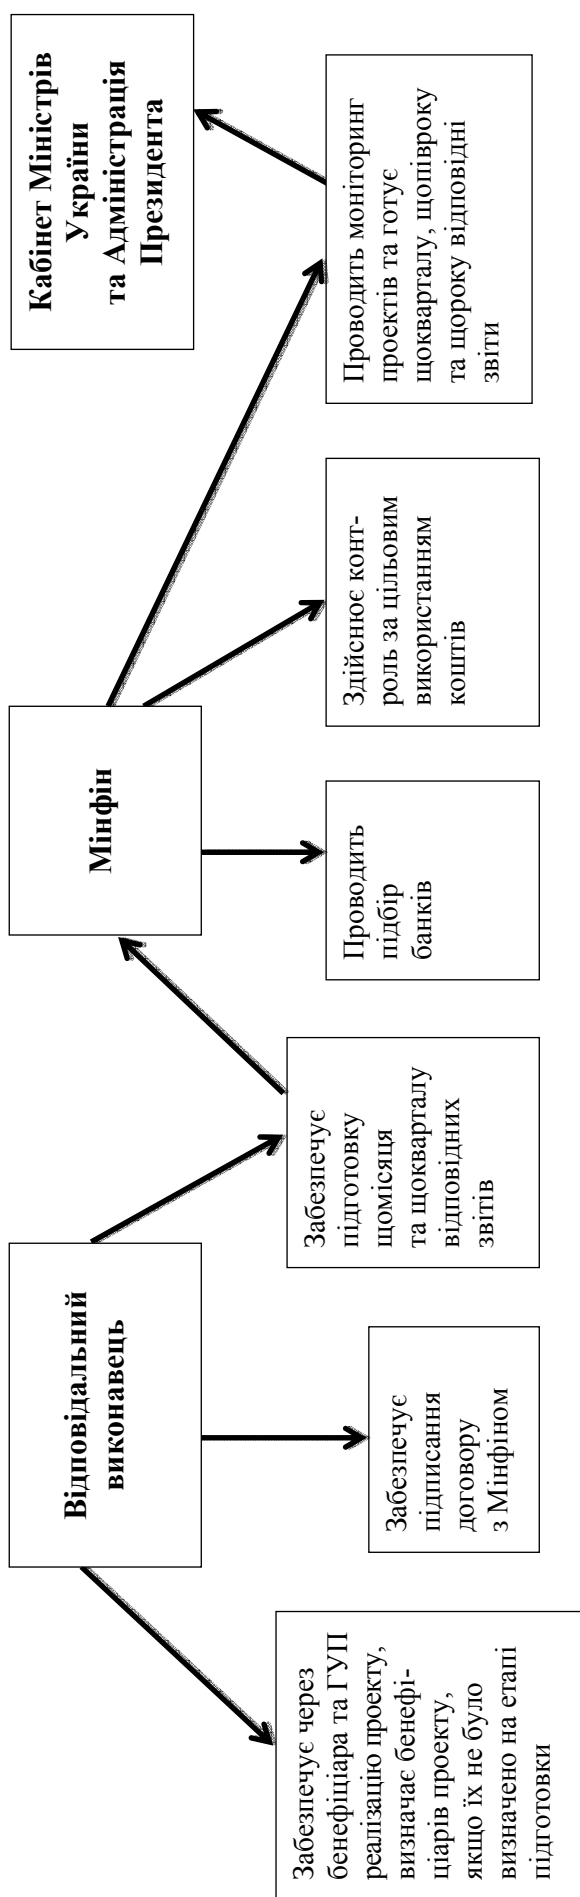 Відповідальний
виконавець
Мінфін
Кабінет Міністрів
України
та Адміністрація
Президента
Забезпечує через
бенефіціара та ГУП
реалізацію проекту,
визначає бенефі-
ціарів проекту,
якщо їх не було
визначено на етапі
підготовки
Забезпечує
підписання
договору
з Мінфіном
Забезпечує
підготовку
щомісяця
та щокварталу
відповідних
звітів
Проводить
підбір
банків
Здійснює конт-
роль за цільовим
використанням
коштів
Проводить моніторинг
проектів та готує
щокварталу, щопівроку
та щороку відповідні
звіти